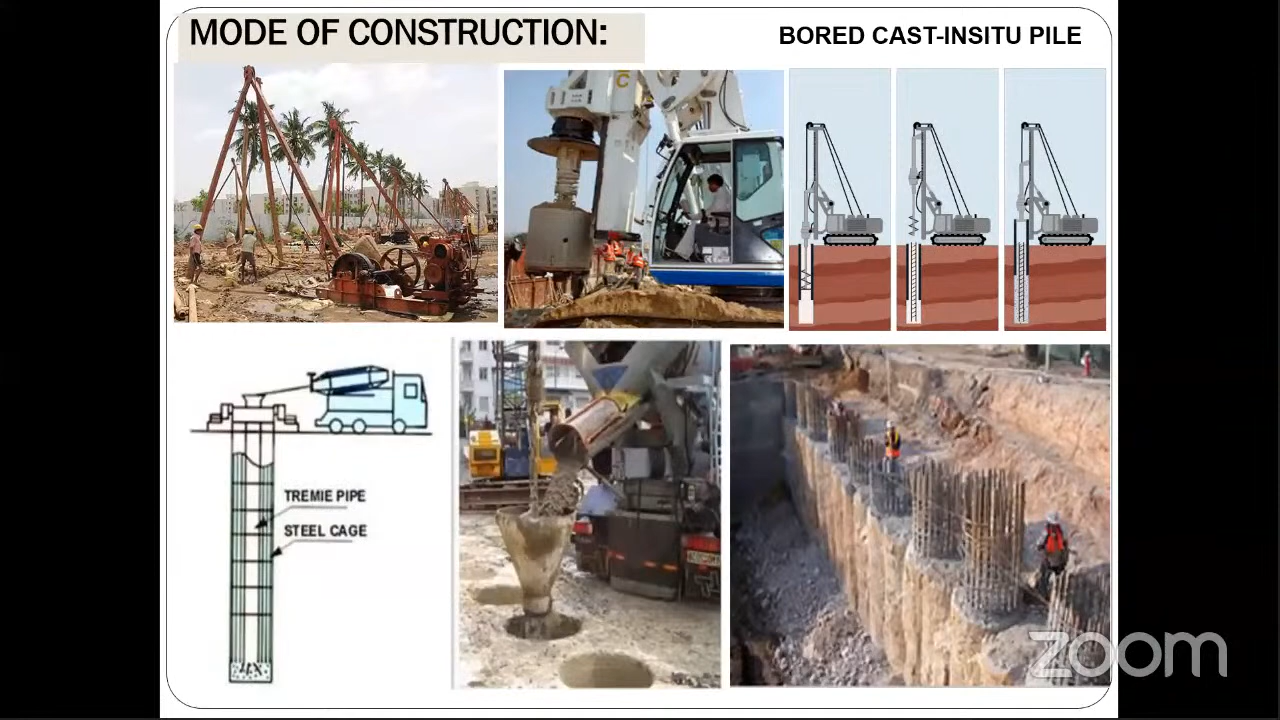 MODE OF CONSTRUCTION:
BORED CAST-INSITU PILE
C
TREMIE PIPE
STEEL CAGE
zoom